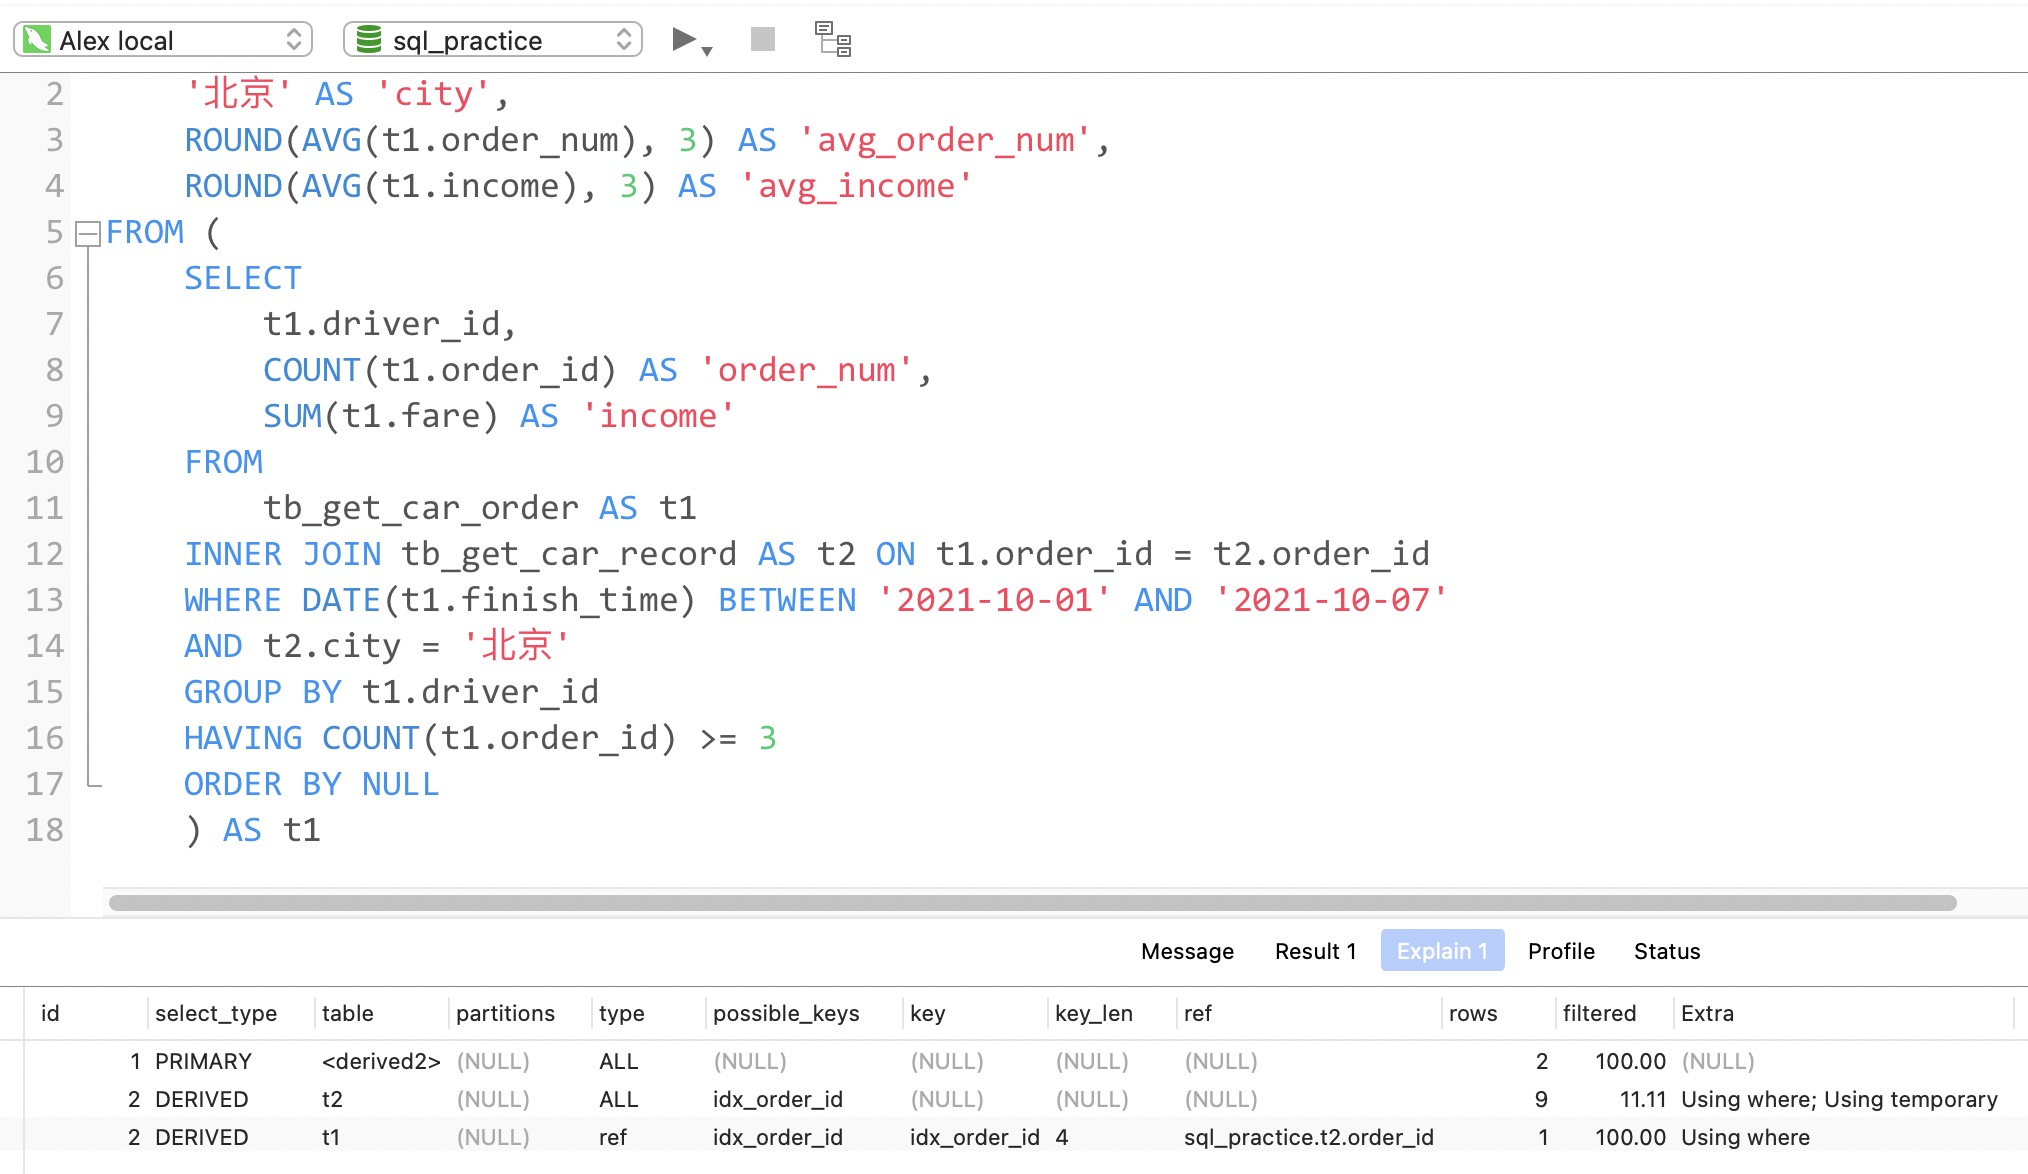 Alex local sql_practice
2 '北京' AS 'city',
3 ROUND(AVG(t1.order_num), 3) AS 'avg_order_num',
4 ROUND(AVG(t1.income), 3) AS 'avg_income'
5 FROM (
6 SELECT
7 t1.driver_id,
8 COUNT(t1.order_id) AS 'order_num',
9 SUM(t1.fare) AS 'income'
10 FROM
11 tb_get_car_order AS t1
12 INNER JOIN tb_get_car_record AS t2 ON t1.order_id = t2.order_id
13 WHERE DATE(t1.finish_time) BETWEEN '2021-10-01' AND '2021-10-07'
14 AND t2.city = '北京'
15 GROUP BY t1.driver_id
16 HAVING COUNT(t1.order_id) >= 3
17 ORDER BY NULL
18 ) AS t1
Message Result 1 Explain 1 Profile Status
id select_type table partitions type possible_keys key key_len ref rows filtered Extra
1 PRIMARY <derived2> (NULL) ALL (NULL) (NULL) (NULL) (NULL) 2 100.00 (NULL)
2 DERIVED t2 (NULL) ALL idx_order_id (NULL) (NULL) (NULL) 9 11.11 Using where; Using temporary
2 DERIVED t1 (NULL) ref idx_order_id idx_order_id 4 sql_practice.t2.order_id 1 100.00 Using where